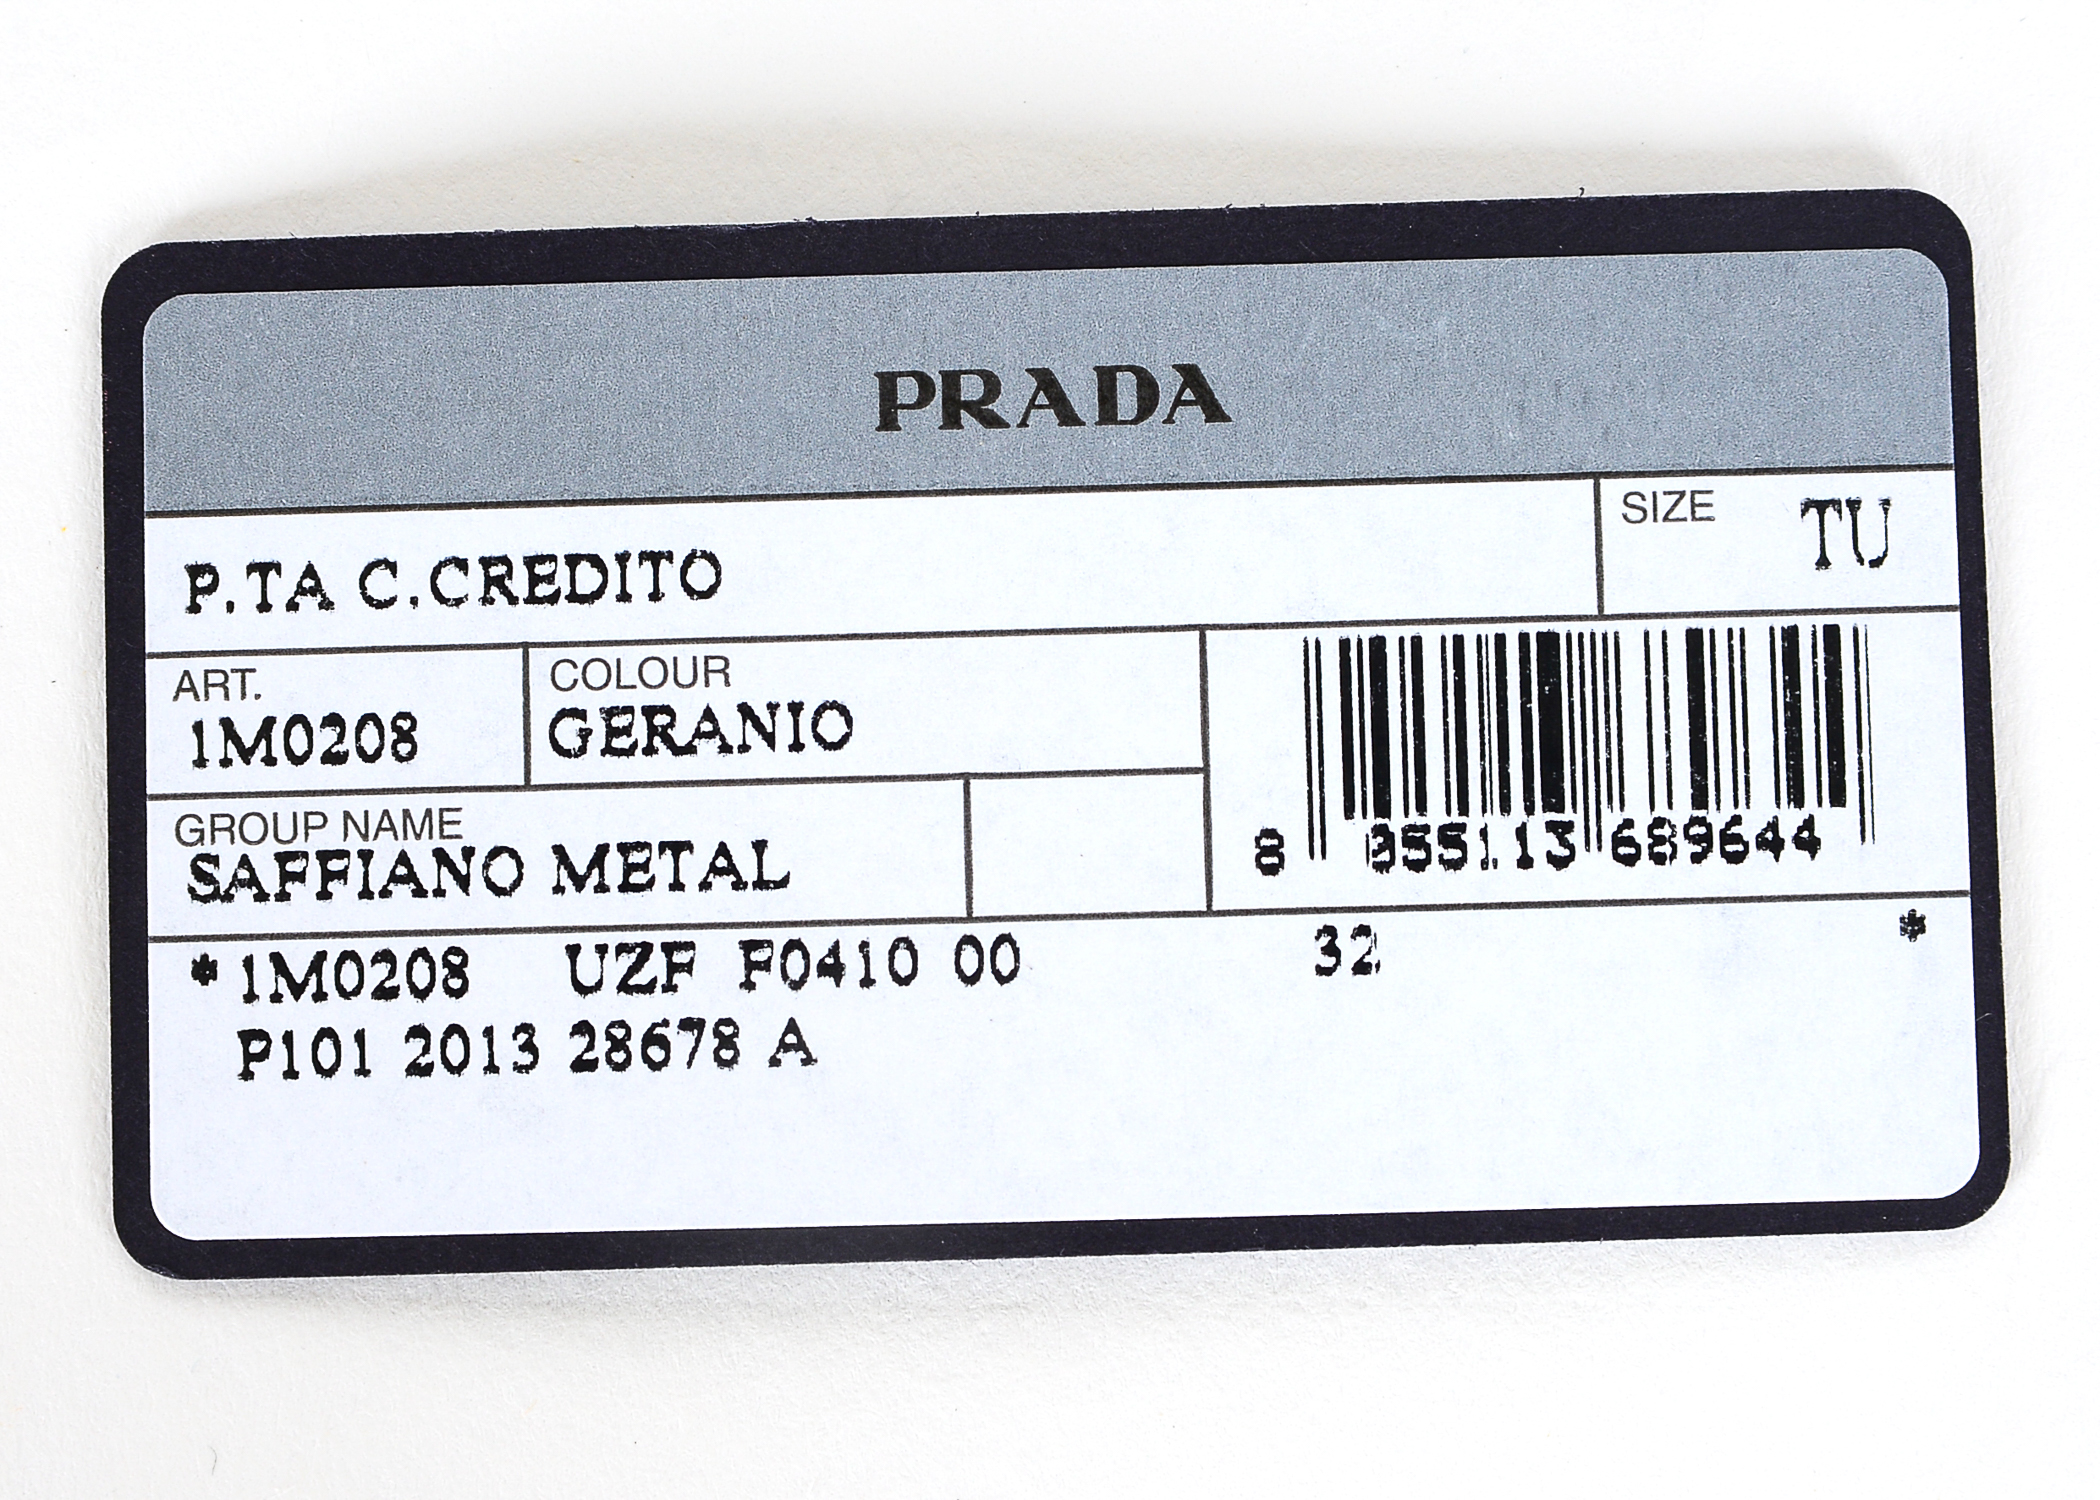 PRADA
P.TA C.CREDITO
SIZE TU
ART.
1M0208
COLOUR
GERANIO
GROUP NAME
SAFFIANO METAL
8 055113 689644
* 1M0208 UZF F0410 00 32 *
P101 2013 28678 A